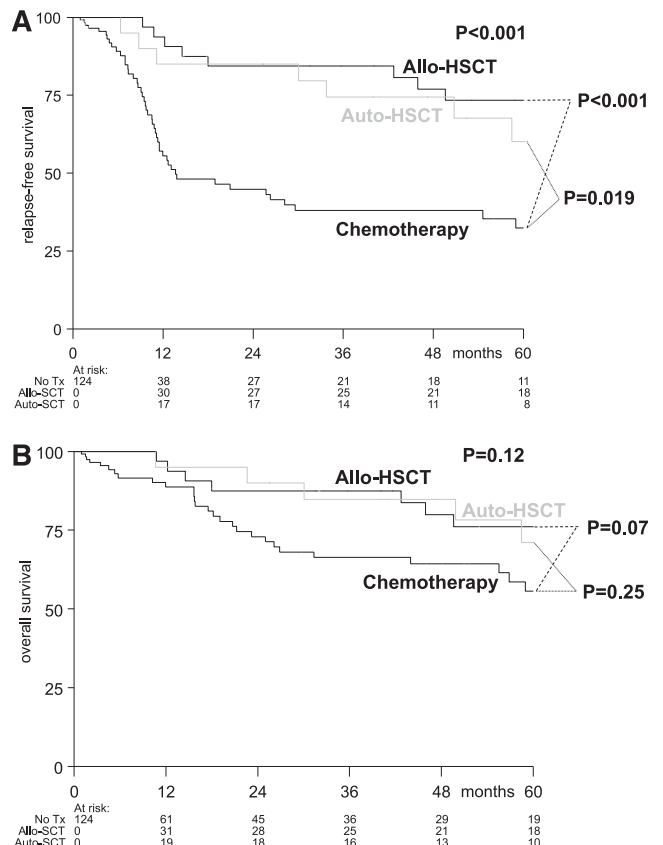 A
100
P<0.001
Allo-HSCT
P<0.001
75
Auto-HSCT
relapse-free survival
50
P=0.019
Chemotherapy
25
0
0 12 24 36 48 months 60
At risk:
No Tx 124 38 27 21 18 11
Allo-SCT 0 30 27 25 21 18
Auto-SCT 0 17 17 14 11 8
B
100
P=0.12
Allo-HSCT
Auto-HSCT
P=0.07
75
Chemotherapy
P=0.25
overall survival
50
25
0
0 12 24 36 48 months 60
At risk:
No Tx 124 61 45 36 29 19
Allo-SCT 0 31 28 25 21 18
Auto-SCT 0 19 18 16 13 10